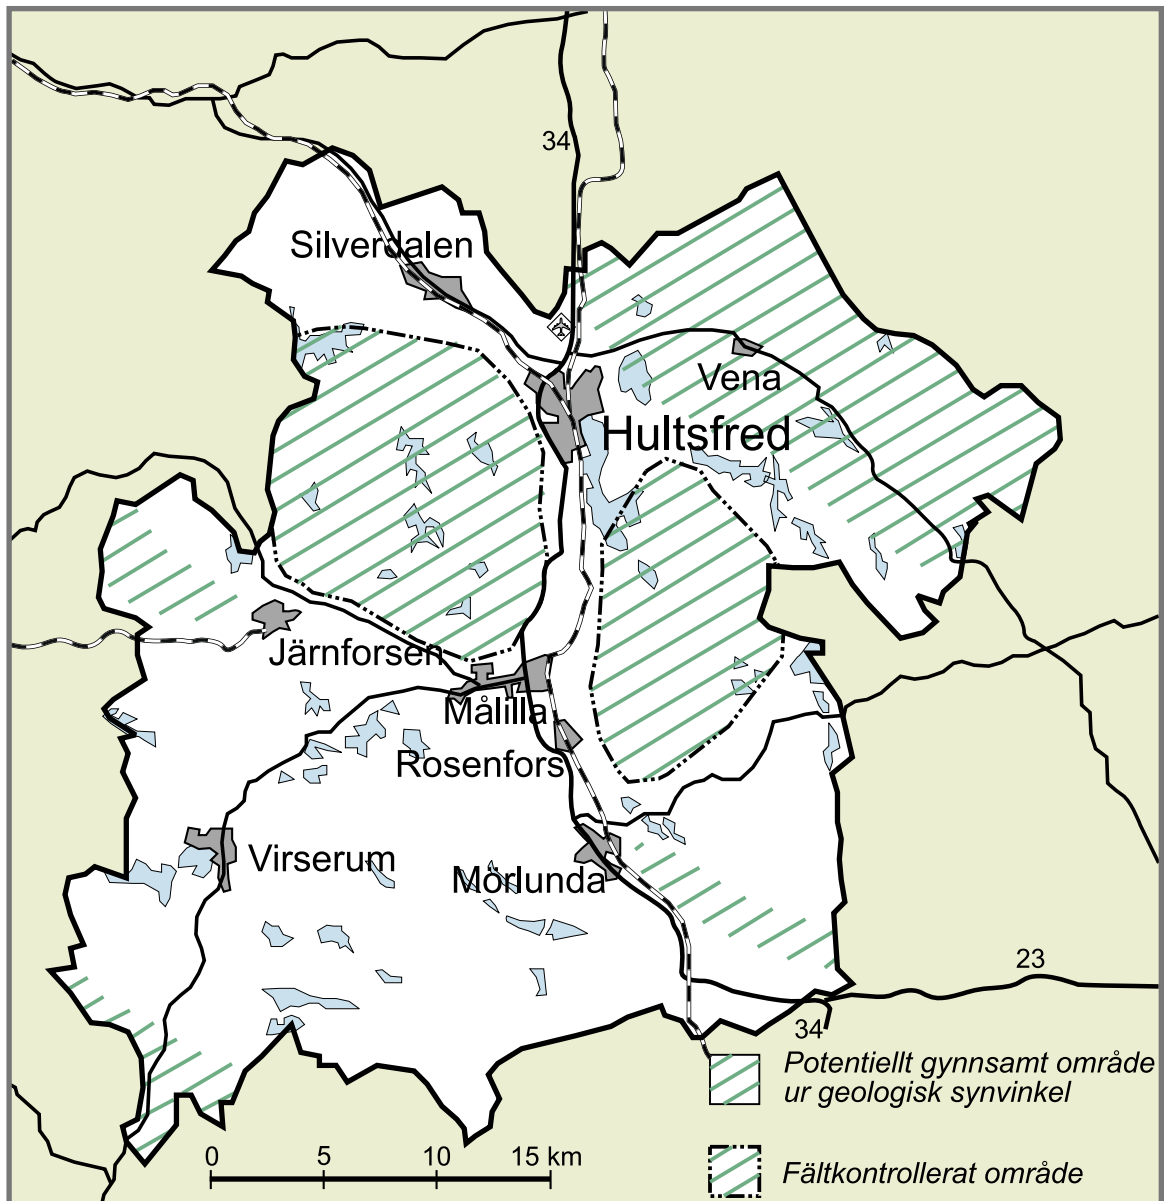 34
Silverdalen
Vena
Hultsfred
Järnforsen
Målilla
Rosenfors
Virserum
Mörlunda
23
34
Potentiellt gynnsamt område
ur geologisk synvinkel
0 5 10 15 km
Fältkontrollerat område